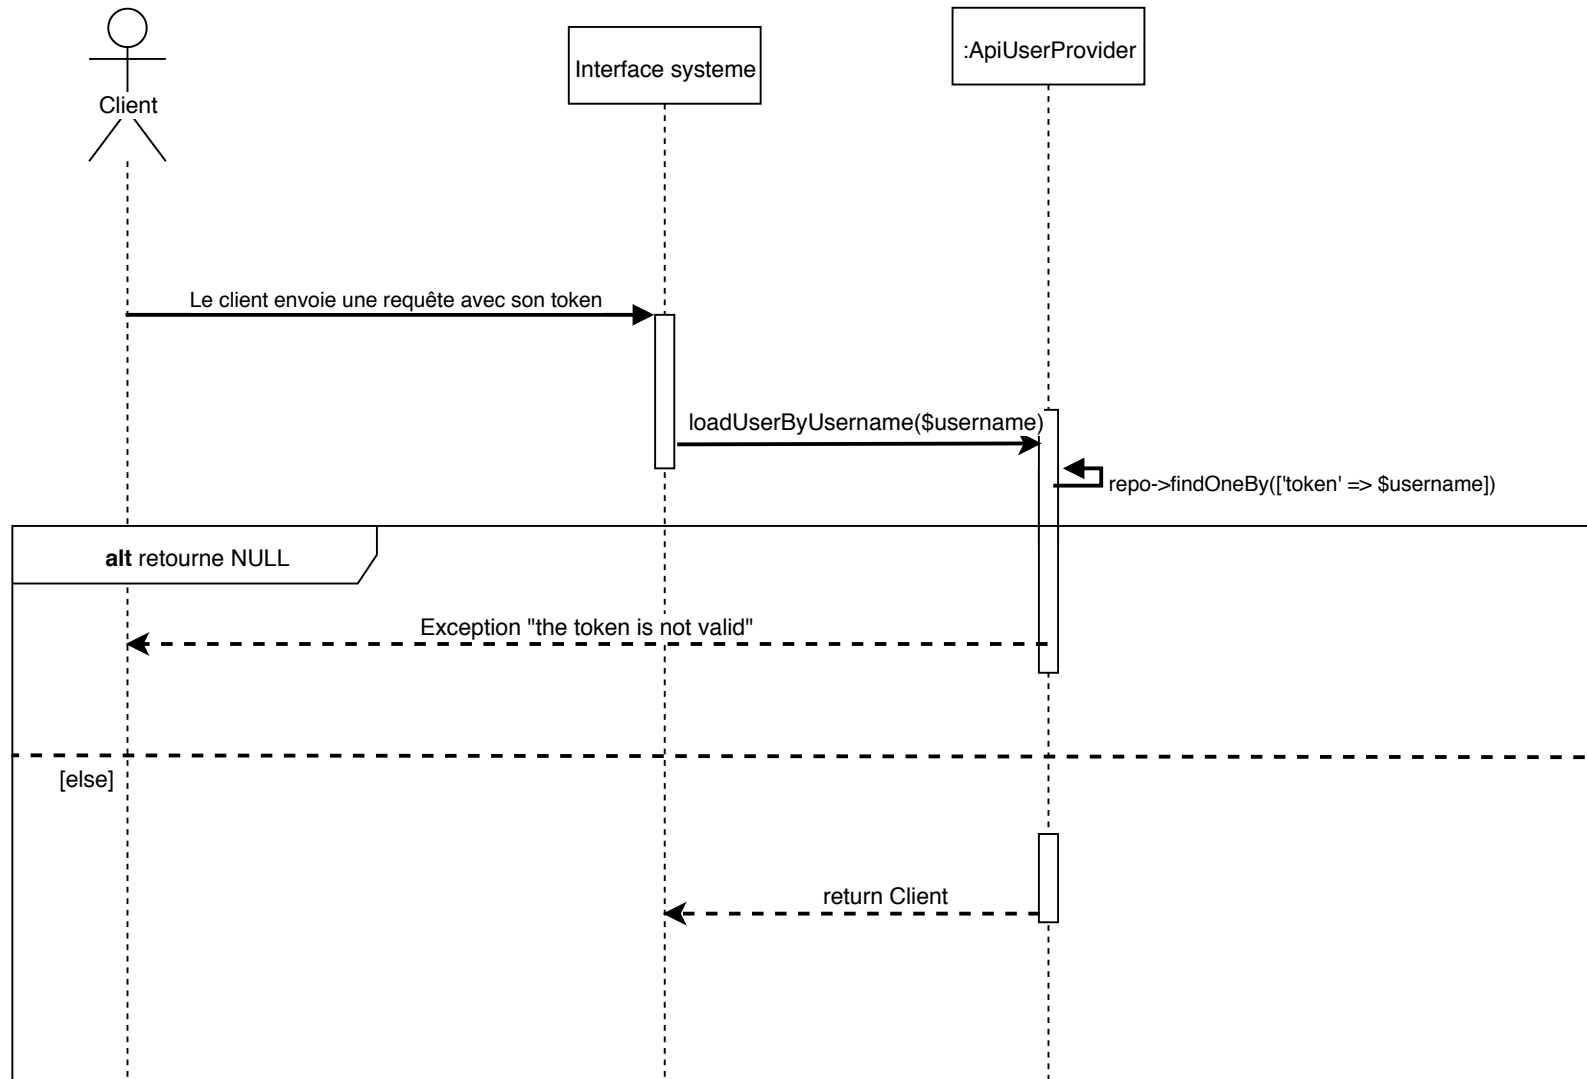 Client
Interface systeme
:ApiUserProvider
Le client envoie une requête avec son token
loadUserByUsername($username)
repo->findOneBy(['token' => $username])
alt retourne NULL
Exception "the token is not valid"
[else]
return Client